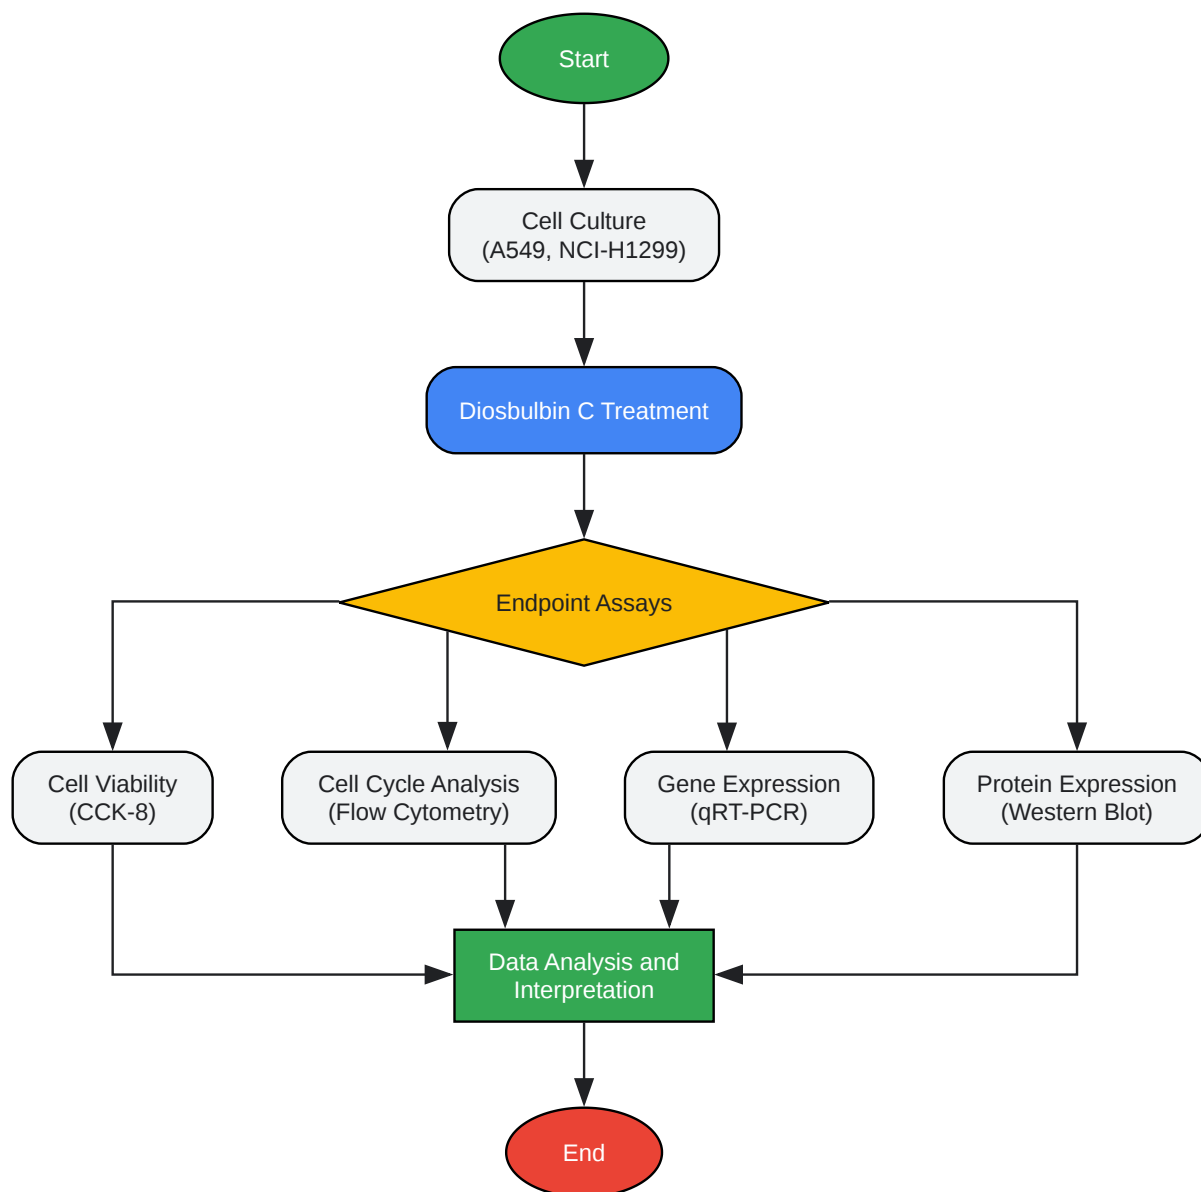 Start
Cell Culture
(A549, NCI-H1299)
Diosbulbin C Treatment
Endpoint Assays
Cell Viability
(CCK-8)
Cell Cycle Analysis
(Flow Cytometry)
Gene Expression
(qRT-PCR)
Protein Expression
(Western Blot)
Data Analysis and
Interpretation
End